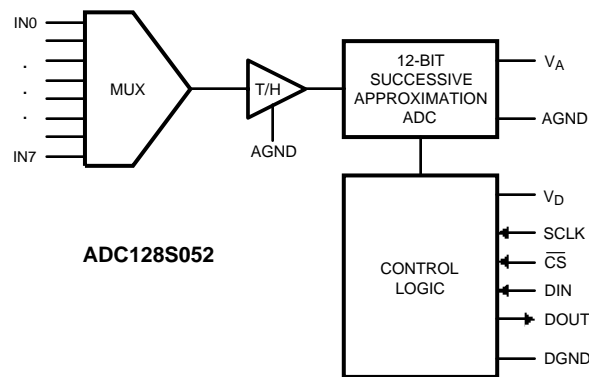 IN0
.
.
.
IN7
MUX
T/H
AGND
12-BIT
SUCCESSIVE
APPROXIMATION
ADC
VA
AGND
ADC128S052
CONTROL
LOGIC
VD
SCLK
CS
DIN
DOUT
DGND